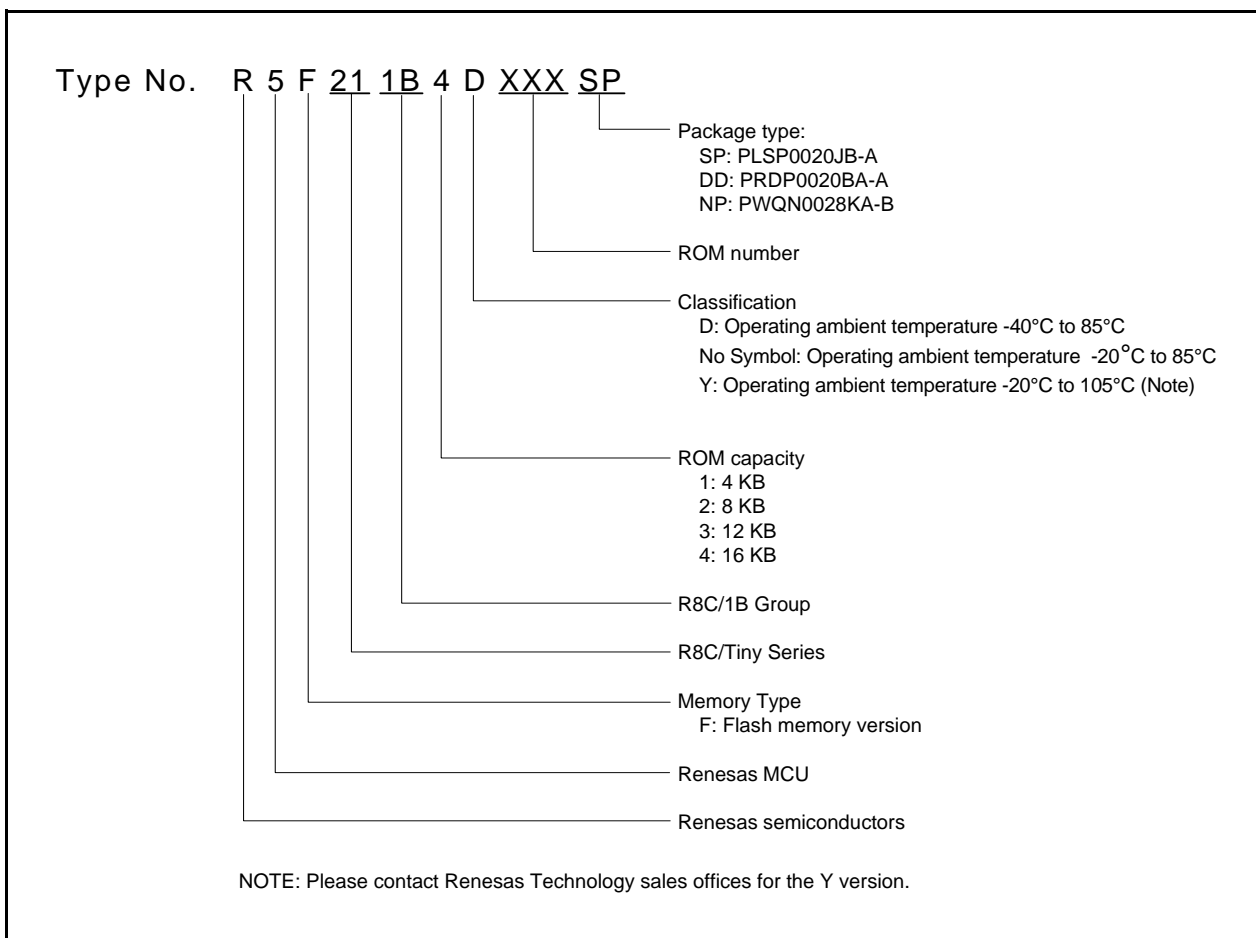 Type No. R 5 F 21 1B 4 D XXX SP
Package type:
SP: PLSP0020JB-A
DD: PRDP0020BA-A
NP: PWQN0028KA-B
ROM number
Classification
D: Operating ambient temperature -40°C to 85°C
No Symbol: Operating ambient temperature -20°C to 85°C
Y: Operating ambient temperature -20°C to 105°C (Note)
ROM capacity
1: 4 KB
2: 8 KB
3: 12 KB
4: 16 KB
R8C/1B Group
R8C/Tiny Series
Memory Type
F: Flash memory version
Renesas MCU
Renesas semiconductors
NOTE: Please contact Renesas Technology sales offices for the Y version.